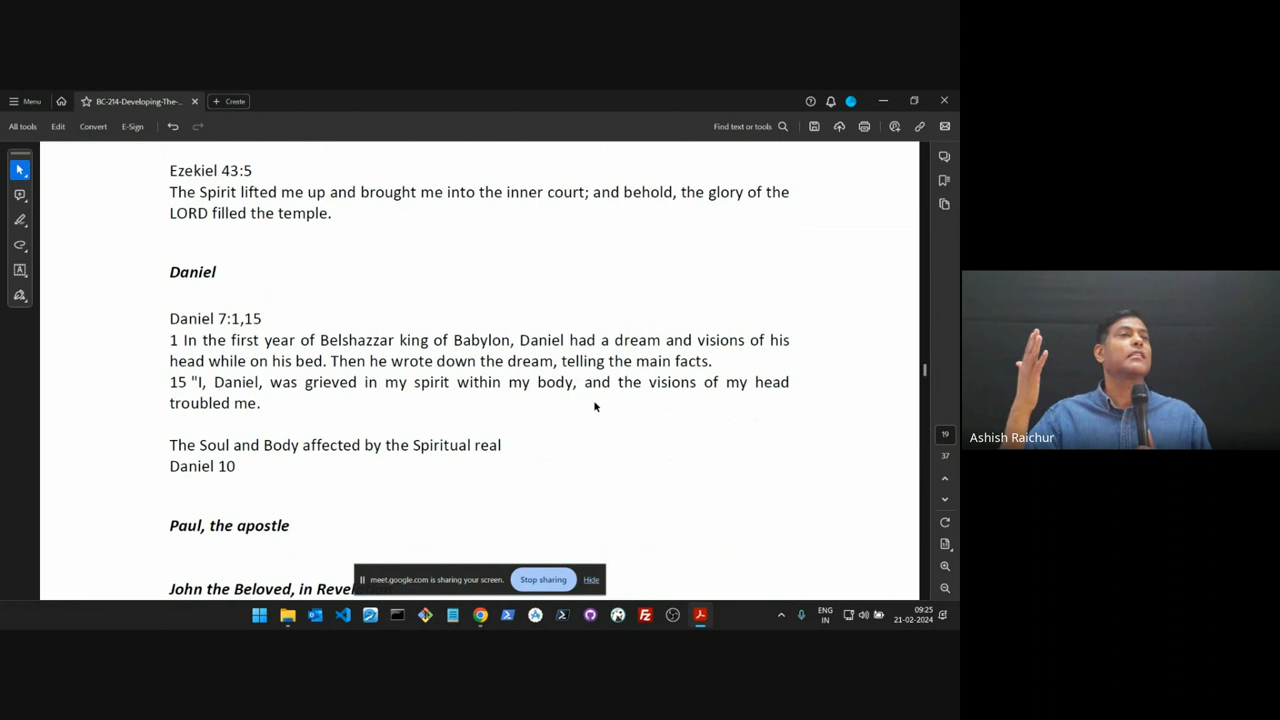 Menu
BC-214-Developing-The-...
Create
All tools
Edit
Convert
E-Sign
Find text or tools
Ezekiel 43:5
The Spirit lifted me up and brought me into the inner court; and behold, the glory of the
LORD filled the temple.
Daniel
Daniel 7:1,15
1 In the first year of Belshazzar king of Babylon, Daniel had a dream and visions of his
head while on his bed. Then he wrote down the dream, telling the main facts.
15 "I, Daniel, was grieved in my spirit within my body, and the visions of my head
troubled me.
The Soul and Body affected by the Spiritual real
Daniel 10
Paul, the apostle
John the Beloved, in Reve
19
37
Ashish Raichur
meet.google.com is sharing your screen.
Stop sharing
Hide
ENG
IN
09:25
21-02-2024